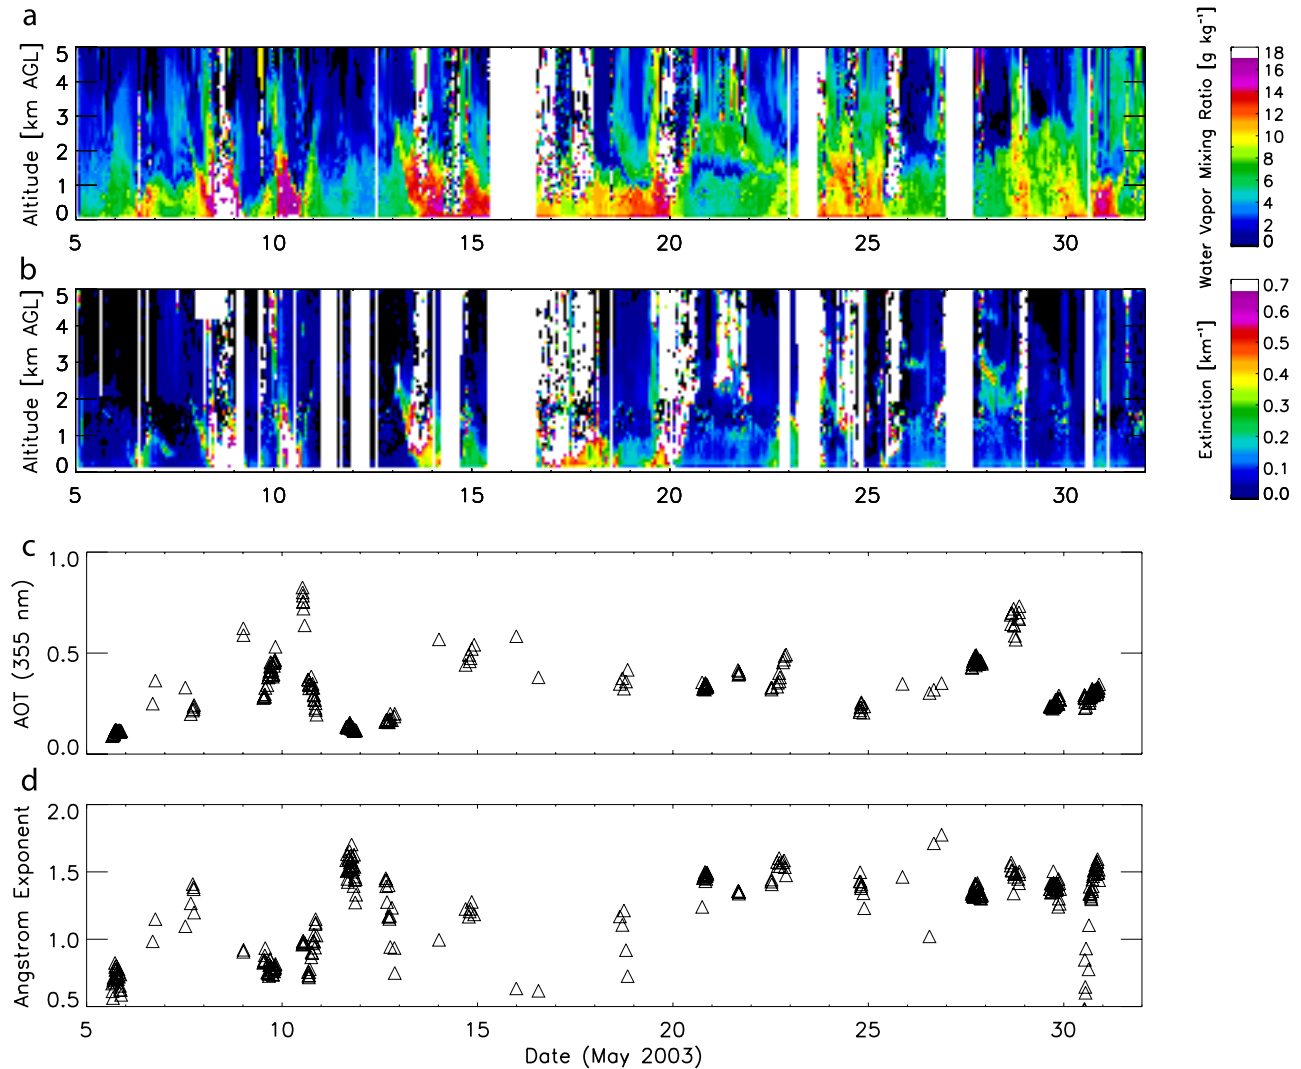 a
Altitude [km AGL]
5
4
3
2
1
0
5 10 15 20 25 30
Water Vapor Mixing Ratio [g kg⁻¹]
18
16
14
12
10
8
6
4
2
0
b
Altitude [km AGL]
5
4
3
2
1
0
5 10 15 20 25 30
Extinction [km⁻¹]
0.7
0.6
0.5
0.4
0.3
0.2
0.1
0.0
c
AOT (355 nm)
1.0
0.5
0.0
d
Angstrom Exponent
2.0
1.5
1.0
0.5
5 10 15 20 25 30
Date (May 2003)